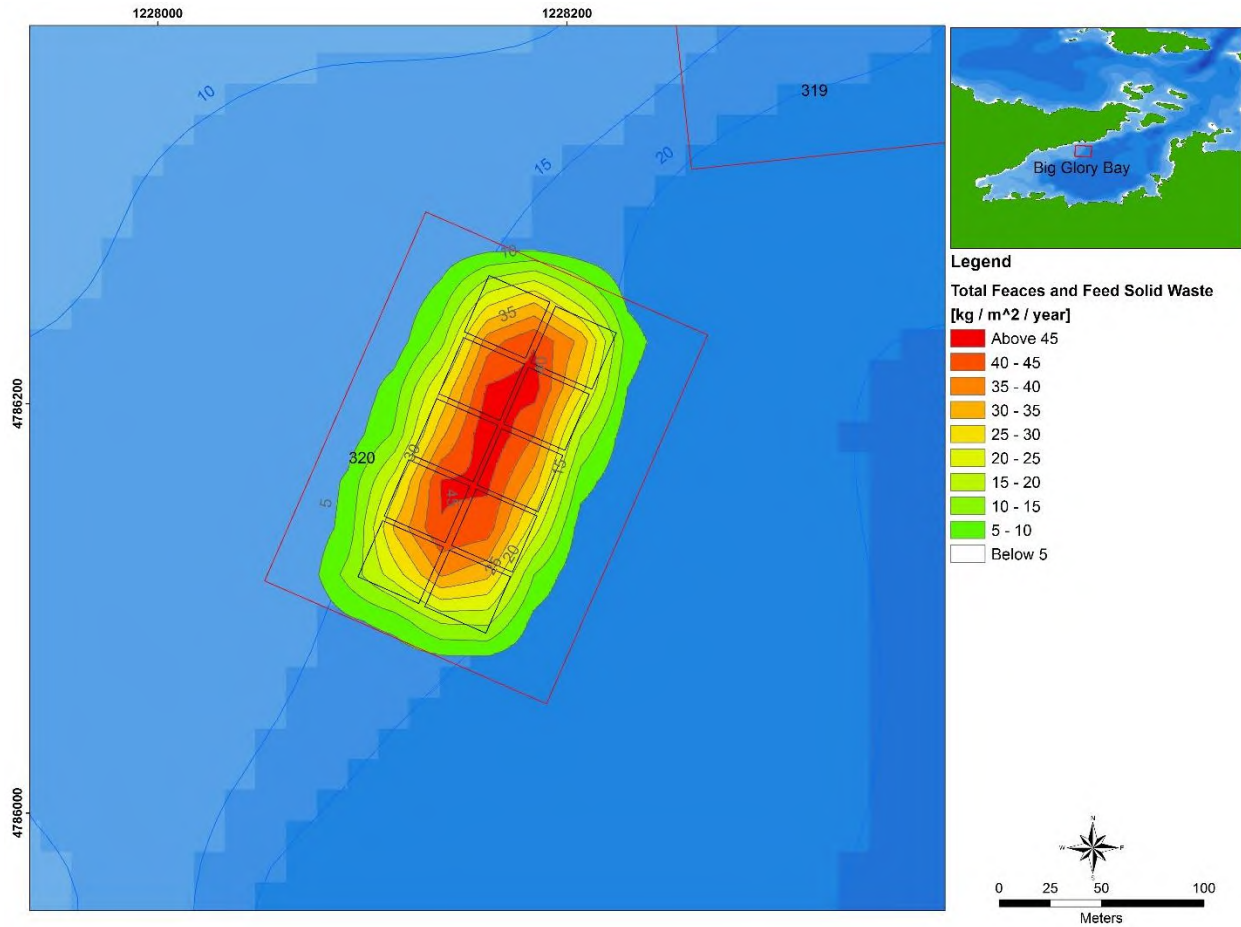 1228000
1228200
10
319
15
20
10
35
40
4786200
30
320
15
5
45
20
25
4786000
Big Glory Bay
Legend
Total Feaces and Feed Solid Waste
[kg / m^2 / year]
Above 45
40 - 45
35 - 40
30 - 35
25 - 30
20 - 25
15 - 20
10 - 15
5 - 10
Below 5
N
W
E
S
0 25 50 100
Meters